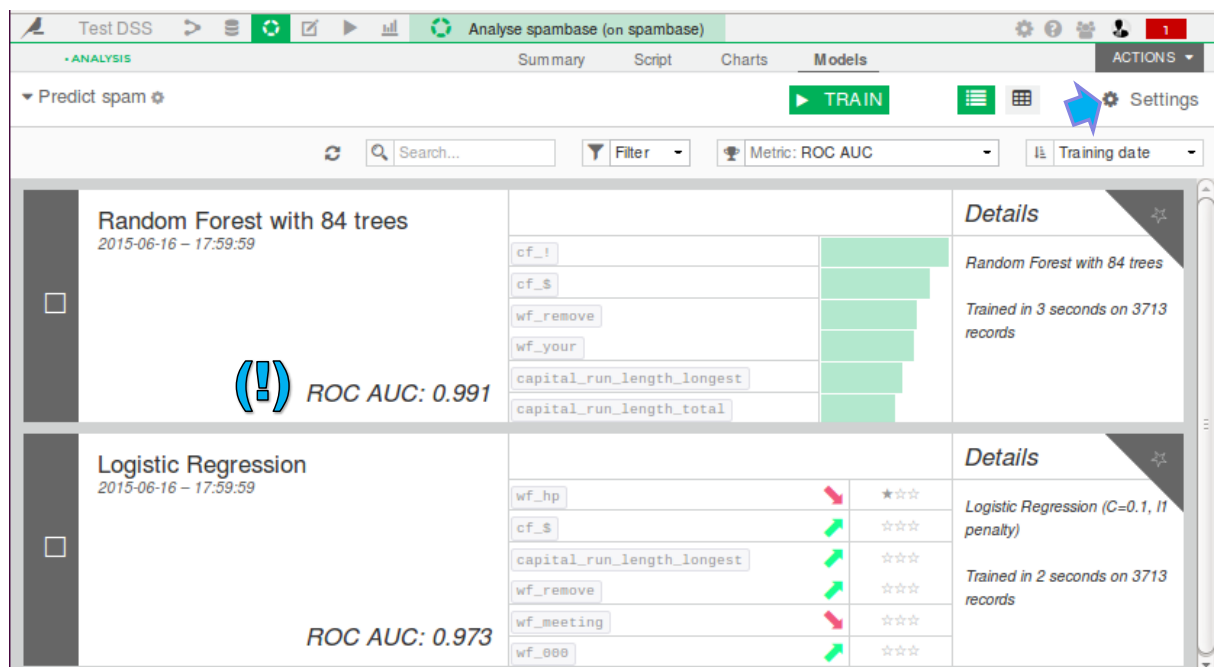 Test DSS Analyse spambase (on spambase) 1
• ANALYSIS Summary Script Charts Models ACTIONS
Predict spam TRAIN Settings
Search... Filter Metric: ROC AUC Training date
Random Forest with 84 trees
2015-06-16 – 17:59:59
(!) ROC AUC: 0.991
cf_!
cf_$
wf_remove
wf_your
capital_run_length_longest
capital_run_length_total
Details
Random Forest with 84 trees
Trained in 3 seconds on 3713
records
Logistic Regression
2015-06-16 – 17:59:59
ROC AUC: 0.973
wf_hp
cf_$
capital_run_length_longest
wf_remove
wf_meeting
wf_000
Details
Logistic Regression (C=0.1, l1
penalty)
Trained in 2 seconds on 3713
records